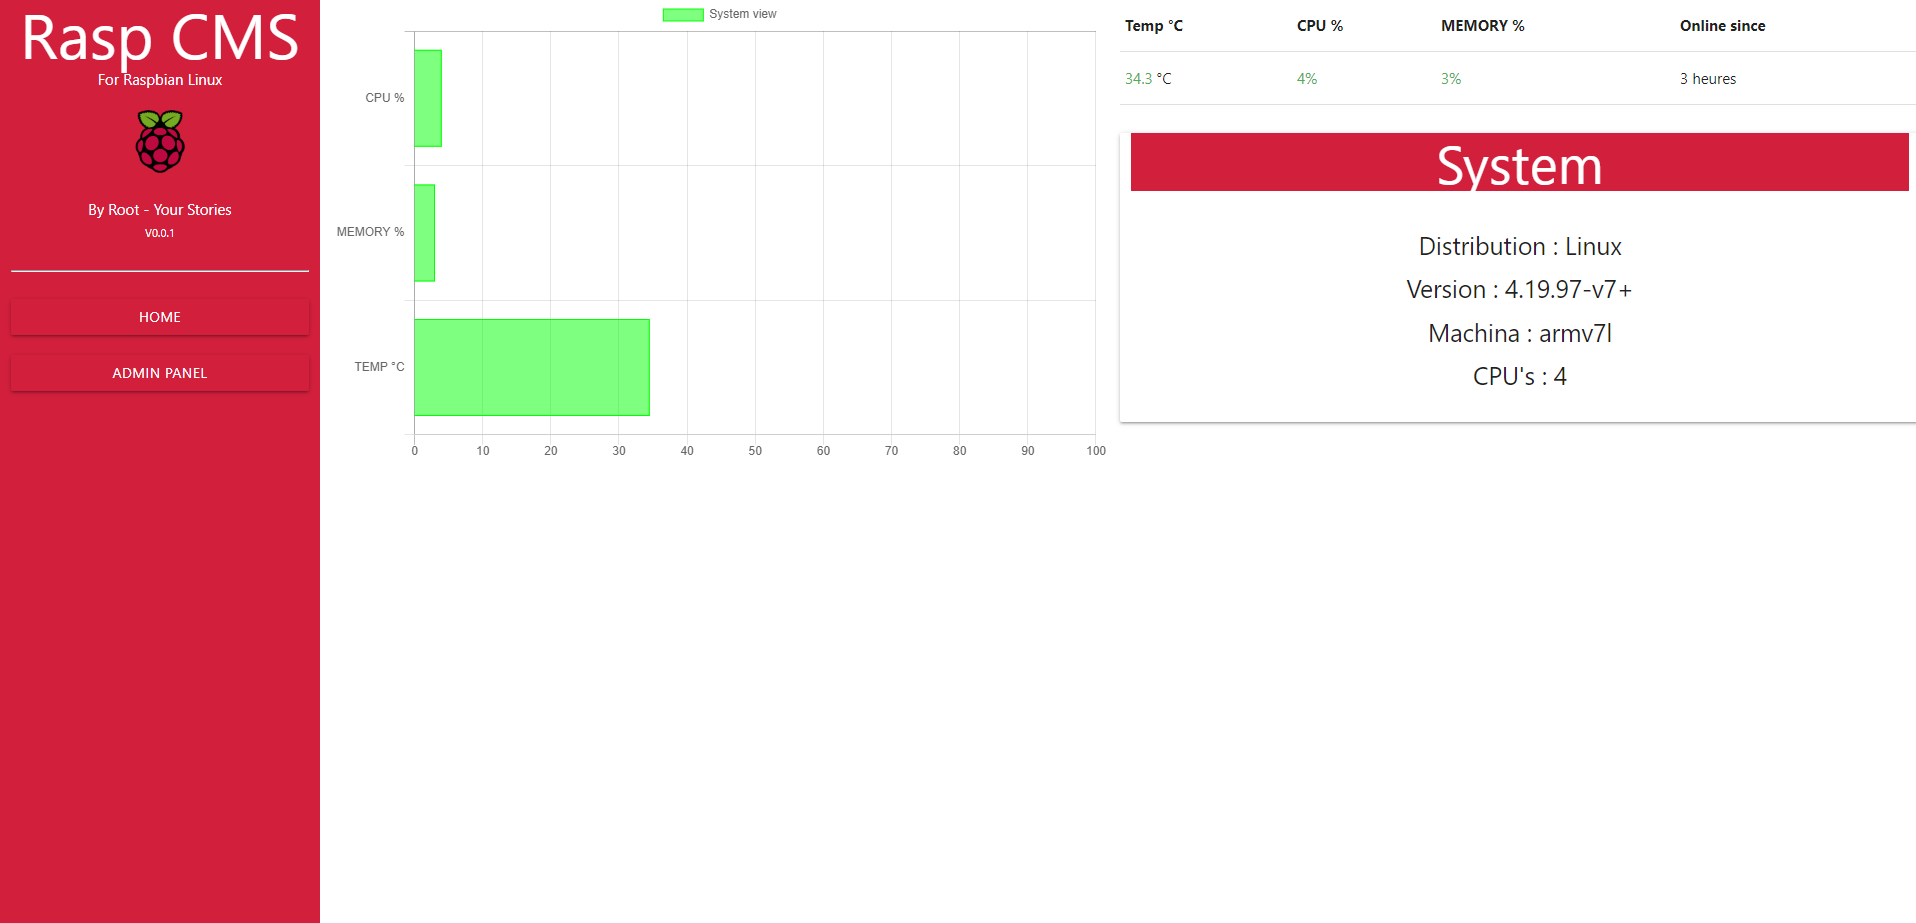 Rasp CMS
For Raspbian Linux
By Root - Your Stories
V0.0.1
HOME
ADMIN PANEL
System view
CPU %
MEMORY %
TEMP °C
0 10 20 30 40 50 60 70 80 90 100
Temp °C CPU % MEMORY % Online since
34.3 °C 4% 3% 3 heures
System
Distribution : Linux
Version : 4.19.97-v7+
Machina : armv7l
CPU's : 4